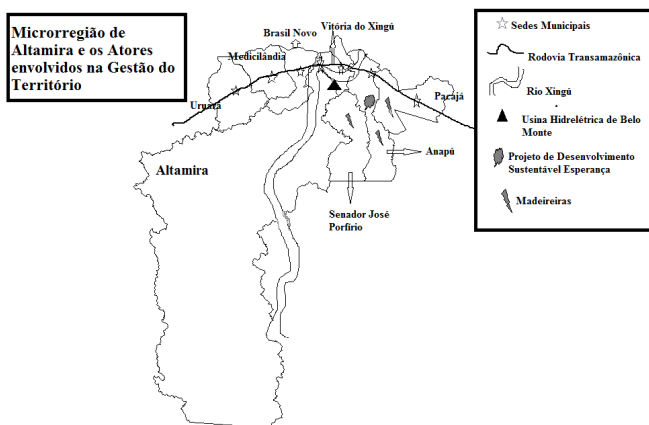 Microrregião de
Altamira e os Atores
envolvidos na Gestão do
Território
Brasil Novo
Vitória do Xingú
Medicilândia
Uruará
Pacajá
Altamira
Anapú
Senador José
Porfírio
Sedes Municipais
Rodovia Transamazônica
Rio Xingú
Usina Hidrelétrica de Belo
Monte
Projeto de Desenvolvimento
Sustentável Esperança
Madeireiras